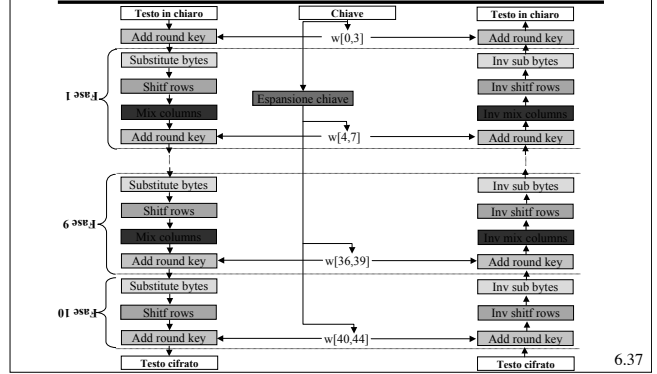 Testo in chiaro Chiave Testo in chiaro
Add round key w[0,3] Add round key
Substitute bytes Inv sub bytes
Shitf rows Inv shitf rows
Fase 1
Espansione chiave
Mix columns Inv mix columns
Add round key w[4,7] Add round key
Substitute bytes Inv sub bytes
Shitf rows Inv shitf rows
Fase 9
Mix columns Inv mix columns
Add round key w[36,39] Add round key
Substitute bytes Inv sub bytes
Fase 10
Shitf rows Inv shitf rows
Add round key w[40,44] Add round key
Testo cifrato Testo cifrato
6.37